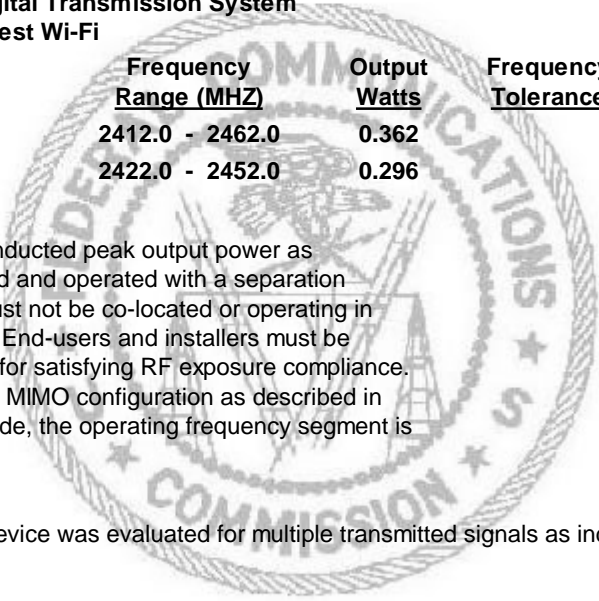 gital Transmission System
est Wi-Fi
Frequency Output Frequency
Range (MHZ) Watts Tolerance
2412.0 - 2462.0 0.362
2422.0 - 2452.0 0.296
nducted peak output power as
d and operated with a separation
ust not be co-located or operating in
End-users and installers must be
for satisfying RF exposure compliance.
MIMO configuration as described in
de, the operating frequency segment is
evice was evaluated for multiple transmitted signals as inc
FEDERAL COMMUNICATIONS COMMISSION
U S